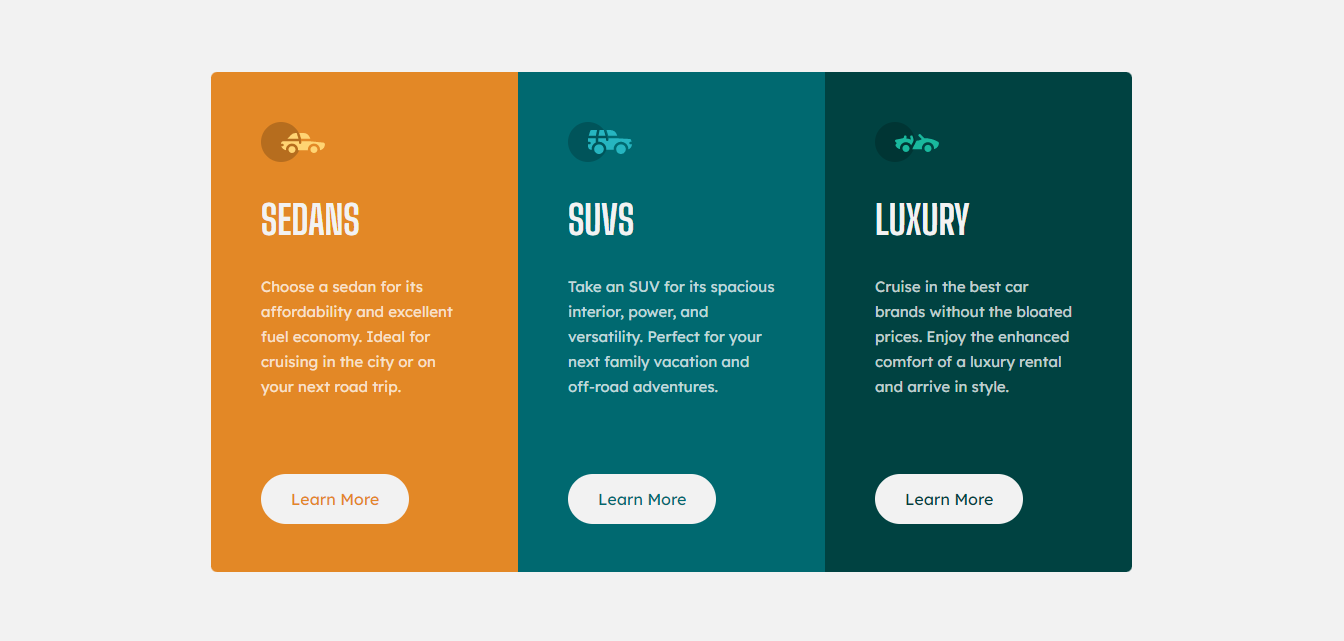 SEDANS
Choose a sedan for its
affordability and excellent
fuel economy. Ideal for
cruising in the city or on
your next road trip.
Learn More
SUVS
Take an SUV for its spacious
interior, power, and
versatility. Perfect for your
next family vacation and
off-road adventures.
Learn More
LUXURY
Cruise in the best car
brands without the bloated
prices. Enjoy the enhanced
comfort of a luxury rental
and arrive in style.
Learn More